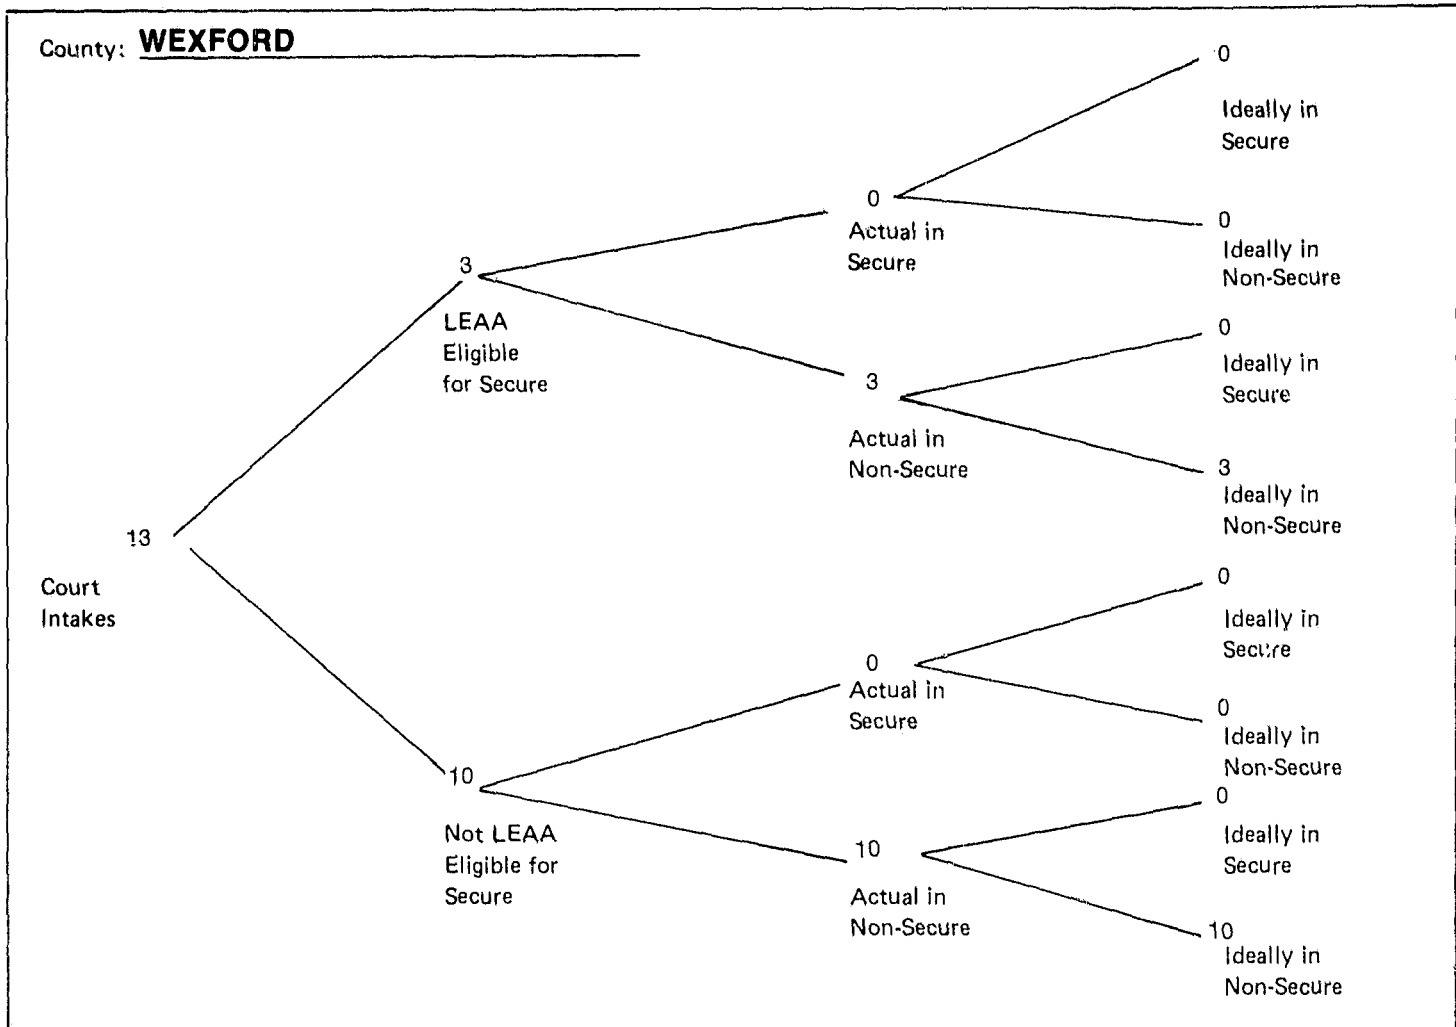 County: WEXFORD
0
Ideally in
Secure
0
Actual in
Secure
0
Ideally in
Non-Secure
3
LEAA
Eligible
for Secure
0
Ideally in
Secure
3
Actual in
Non-Secure
3
Ideally in
Non-Secure
13
Court
Intakes
0
Ideally in
Secure
0
Actual in
Secure
0
Ideally in
Non-Secure
10
Not LEAA
Eligible for
Secure
0
Ideally in
Secure
10
Actual in
Non-Secure
10
Ideally in
Non-Secure